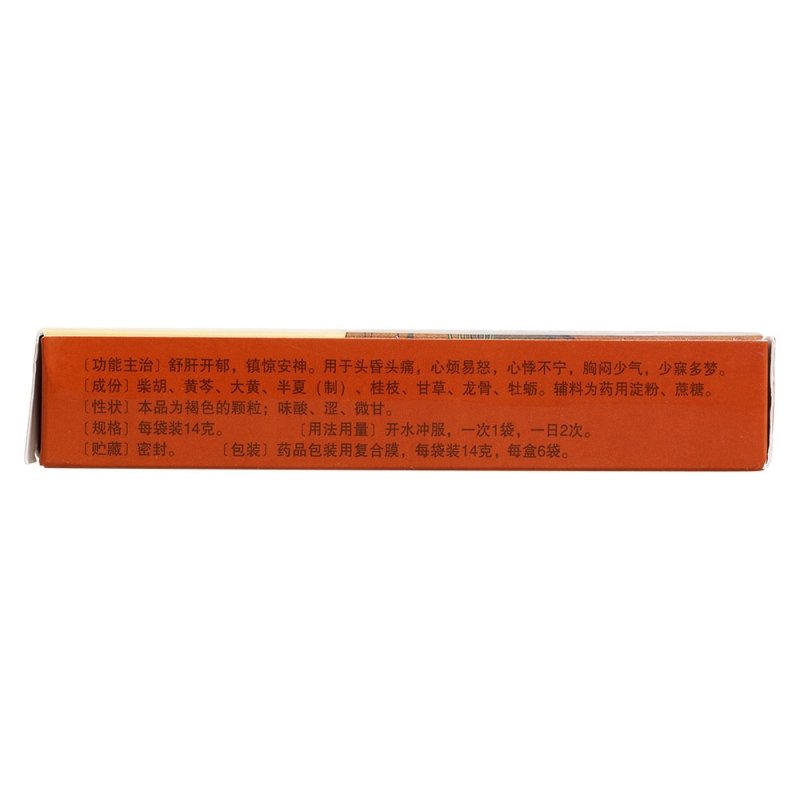 〔功能主治〕舒肝开郁，镇惊安神。用于头昏头痛，心烦易怒，心悸不宁，胸闷少气，少寐多梦。
〔成份〕柴胡、黄芩、大黄、半夏（制）、桂枝、甘草、龙骨、牡蛎。辅料为药用淀粉、蔗糖。
〔性状〕本品为褐色的颗粒；味酸、涩、微甘。
〔规格〕每袋装14克。 〔用法用量〕开水冲服，一次1袋，一日2次。
〔贮藏〕密封。 〔包装〕药品包装用复合膜，每袋装14克，每盒6袋。